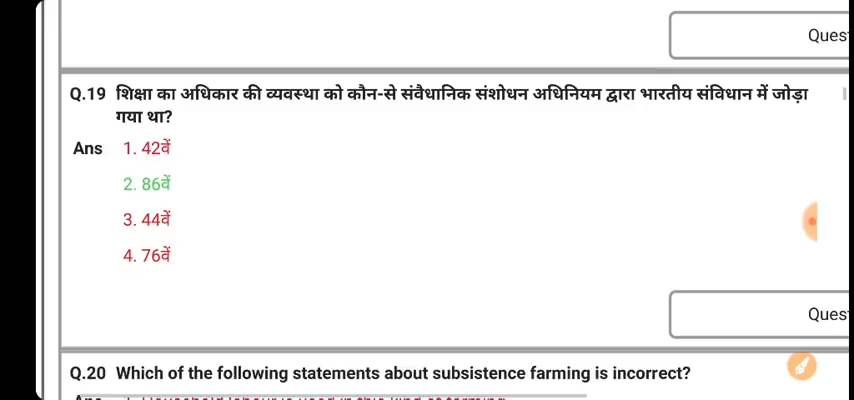 Ques
Q.19 शिक्षा का अधिकार की व्यवस्था को कौन-से संवैधानिक संशोधन अधिनियम द्वारा भारतीय संविधान में जोड़ा
गया था?
Ans 1. 42वें
2. 86वें
3. 44वें
4. 76वें
Ques
Q.20 Which of the following statements about subsistence farming is incorrect?